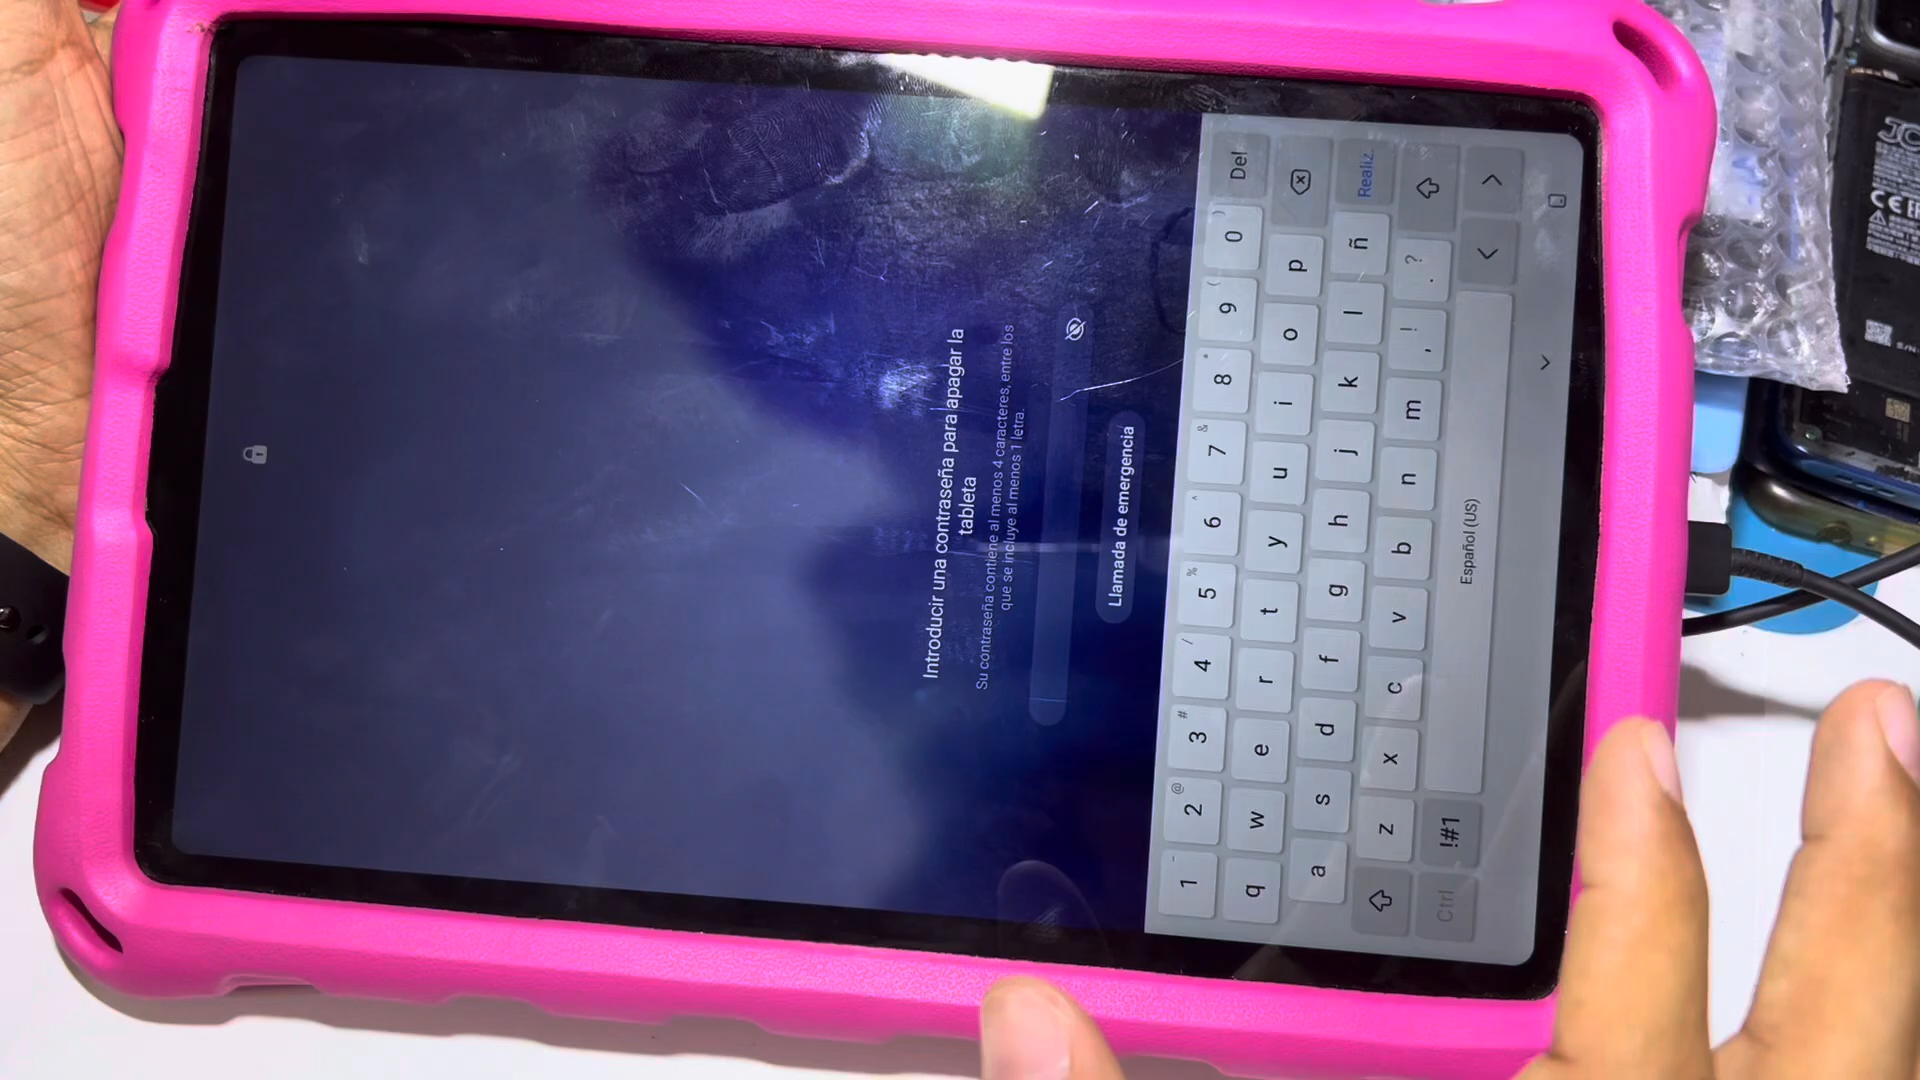 Introducir una contraseña para apagar la
tableta
Su contraseña contiene al menos 4 caracteres, entre los
que se incluye al menos 1 letra.
Llamada de emergencia
1 2 @ 3 # 4 / 5 % 6 ^ 7 & 8 * 9 ( 0 ) Del
q w e r t y u i o p
a s d f g h j k l ñ Realiz.
z x c v b n m , ! . ?
Ctrl !#1 Español (US) < >
JC
CE
S/N: